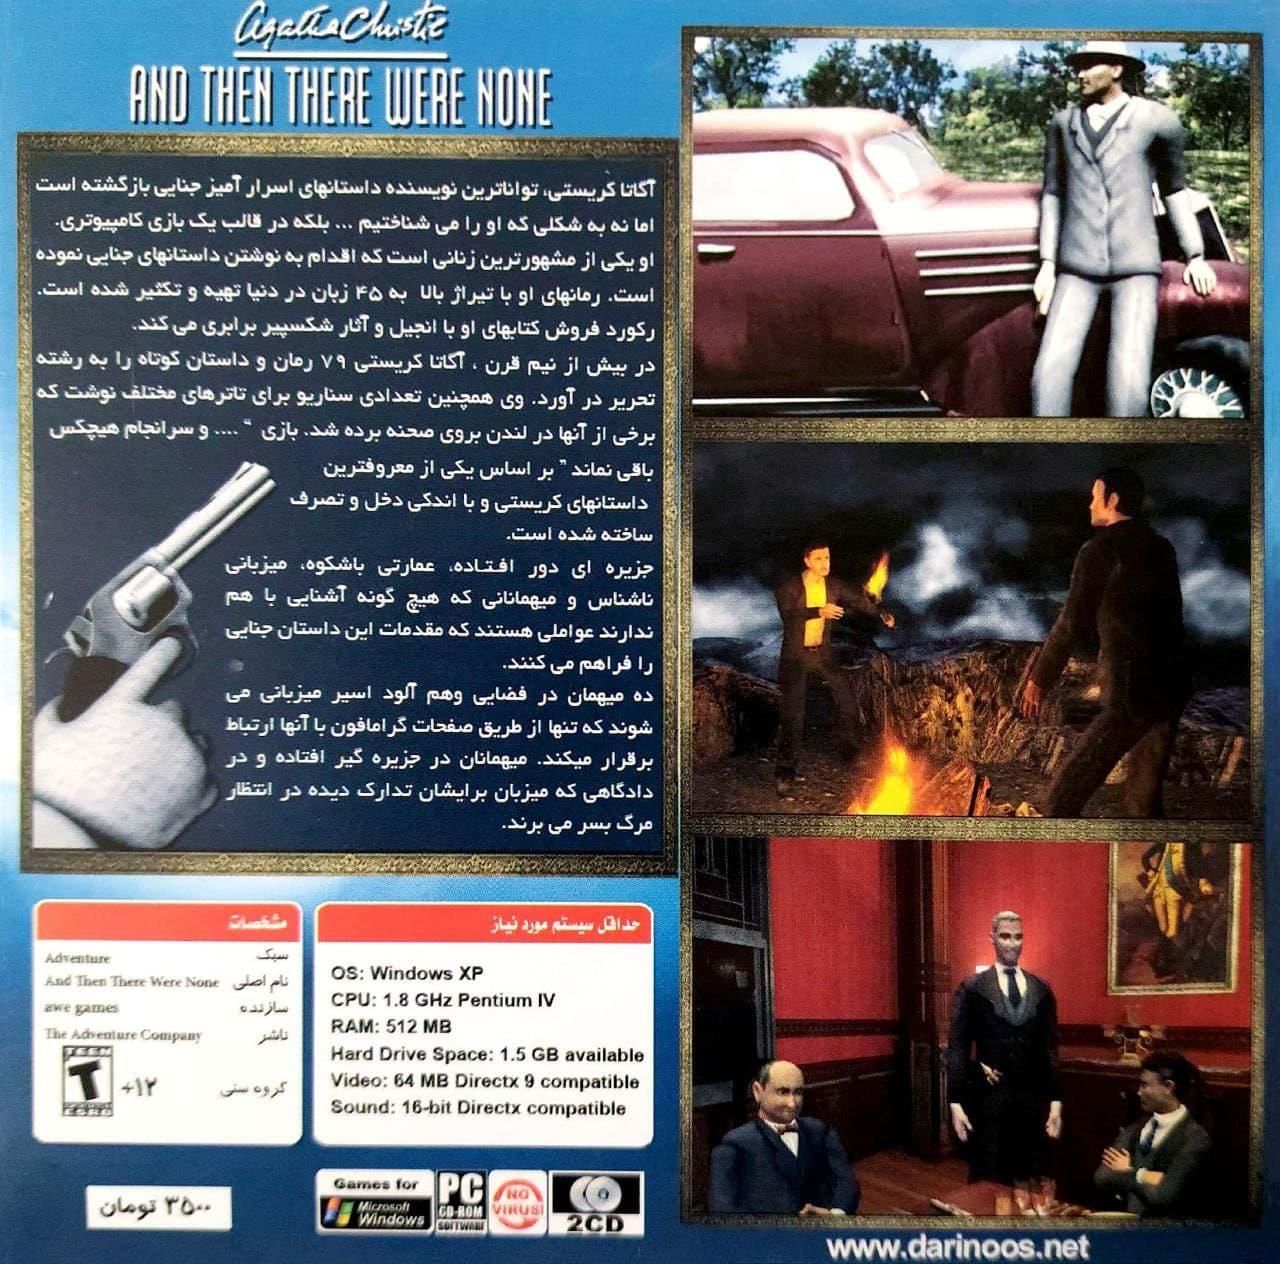 Agatha Christie
AND THEN THERE WERE NONE
آگاتا کریستی، تواناترین نویسنده داستانهای اسرار آمیز جنایی بازگشته است
اما نه به شکلی که او را می شناختیم ... بلکه در قالب یک بازی کامپیوتری.
او یکی از مشهورترین زنانی است که اقدام به نوشتن داستانهای جنایی نموده
است. رمانهای او با تیراژ بالا به ۴۵ زبان در دنیا تهیه و تکثیر شده است.
رکورد فروش کتابهای او با انجیل و آثار شکسپیر برابری می کند.
در بیش از نیم قرن ، آگاتا کریستی ۷۹ رمان و داستان کوتاه را به رشته
تحریر در آورد. وی همچنین تعدادی سناریو برای تاترهای مختلف نوشت که
برخی از آنها در لندن بروی صحنه برده شد. بازی " .... و سرانجام هیچکس
باقی نماند" بر اساس یکی از معروفترین
داستانهای کریستی و با اندکی دخل و تصرف
ساخته شده است.
جزیره ای دور افتاده، عمارتی باشکوه، میزبانی
ناشناس و میهمانانی که هیچ گونه آشنایی با هم
ندارند عواملی هستند که مقدمات این داستان جنایی
را فراهم می کنند.
ده میهمان در فضایی وهم آلود اسیر میزبانی می
شوند که تنها از طریق صفحات گرامافون با آنها ارتباط
برقرار میکند. میهمانان در جزیره گیر افتاده و در
دادگاهی که میزبان برایشان تدارک دیده در انتظار
مرگ بسر می برند.
مشخصات
سبک Adventure
نام اصلی And Then There Were None
سازنده awe games
ناشر The Adventure Company
گروه سنی +۱۲
TEEN
T
ESRB
حداقل سیستم مورد نیاز
OS: Windows XP
CPU: 1.8 GHz Pentium IV
RAM: 512 MB
Hard Drive Space: 1.5 GB available
Video: 64 MB Directx 9 compatible
Sound: 16-bit Directx compatible
۳۵۰۰ تومان
Games for
Microsoft
Windows
PC
CD-ROM
SOFTWARE
NO
VIRUS!
2CD
www.darinoos.net